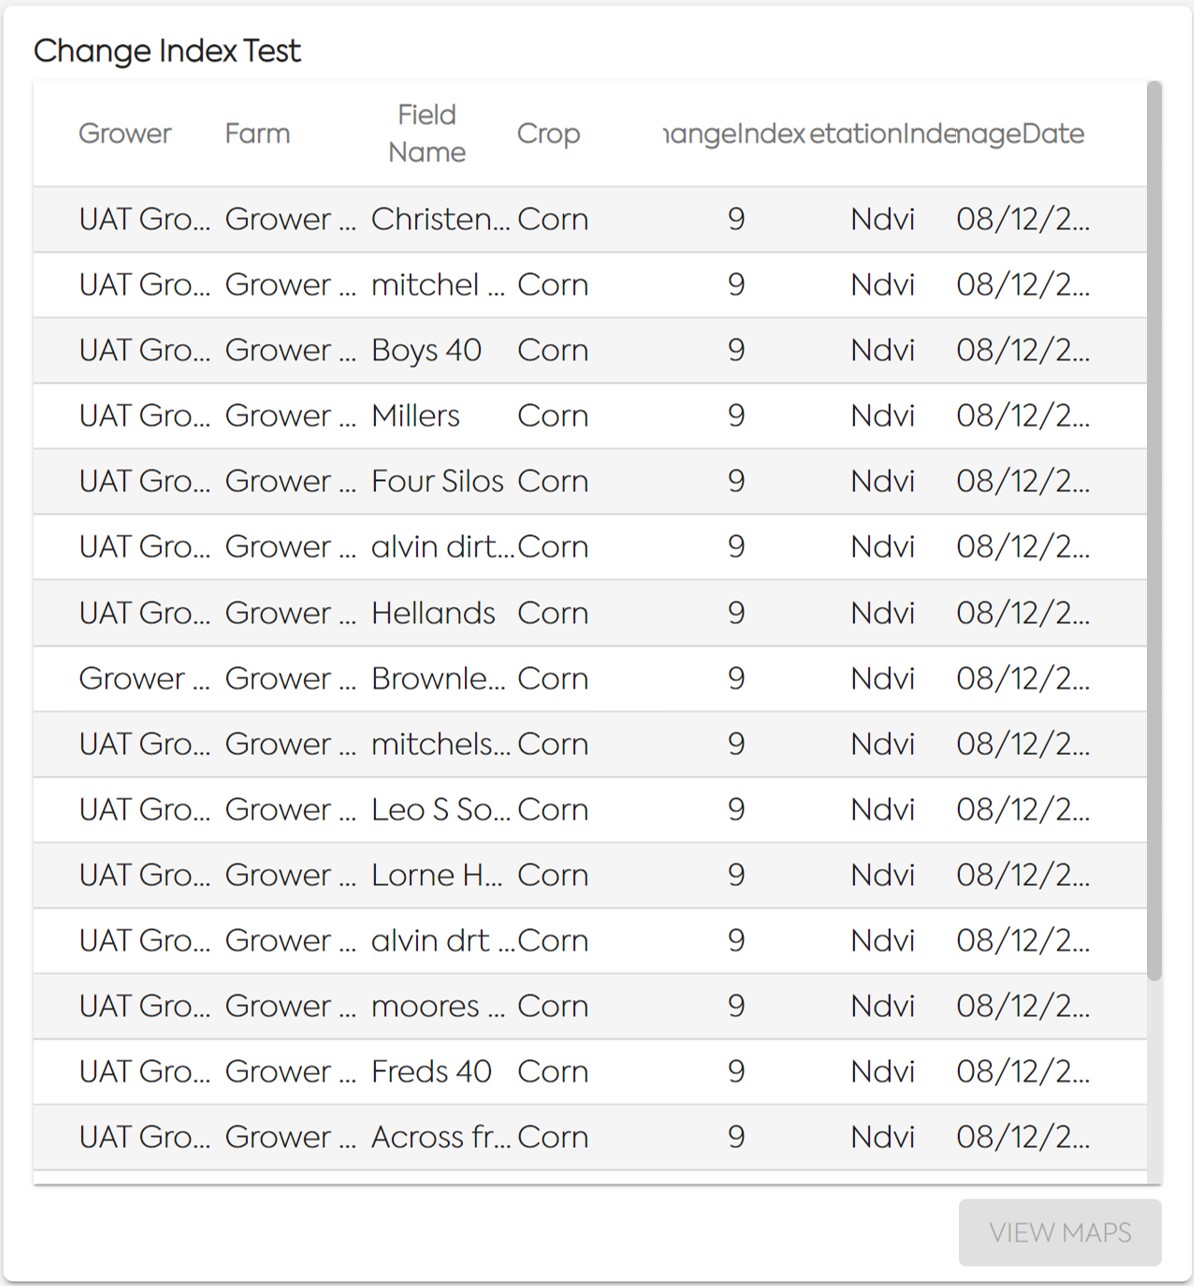 Change Index Test
Grower Farm Field Name Crop hangeIndex etationInde nageDate
UAT Gro... Grower ... Christen... Corn 9 Ndvi 08/12/2...
UAT Gro... Grower ... mitchel ... Corn 9 Ndvi 08/12/2...
UAT Gro... Grower ... Boys 40 Corn 9 Ndvi 08/12/2...
UAT Gro... Grower ... Millers Corn 9 Ndvi 08/12/2...
UAT Gro... Grower ... Four Silos Corn 9 Ndvi 08/12/2...
UAT Gro... Grower ... alvin dirt... Corn 9 Ndvi 08/12/2...
UAT Gro... Grower ... Hellands Corn 9 Ndvi 08/12/2...
Grower ... Grower ... Brownle... Corn 9 Ndvi 08/12/2...
UAT Gro... Grower ... mitchels... Corn 9 Ndvi 08/12/2...
UAT Gro... Grower ... Leo S So... Corn 9 Ndvi 08/12/2...
UAT Gro... Grower ... Lorne H... Corn 9 Ndvi 08/12/2...
UAT Gro... Grower ... alvin drt ... Corn 9 Ndvi 08/12/2...
UAT Gro... Grower ... moores ... Corn 9 Ndvi 08/12/2...
UAT Gro... Grower ... Freds 40 Corn 9 Ndvi 08/12/2...
UAT Gro... Grower ... Across fr... Corn 9 Ndvi 08/12/2...
VIEW MAPS